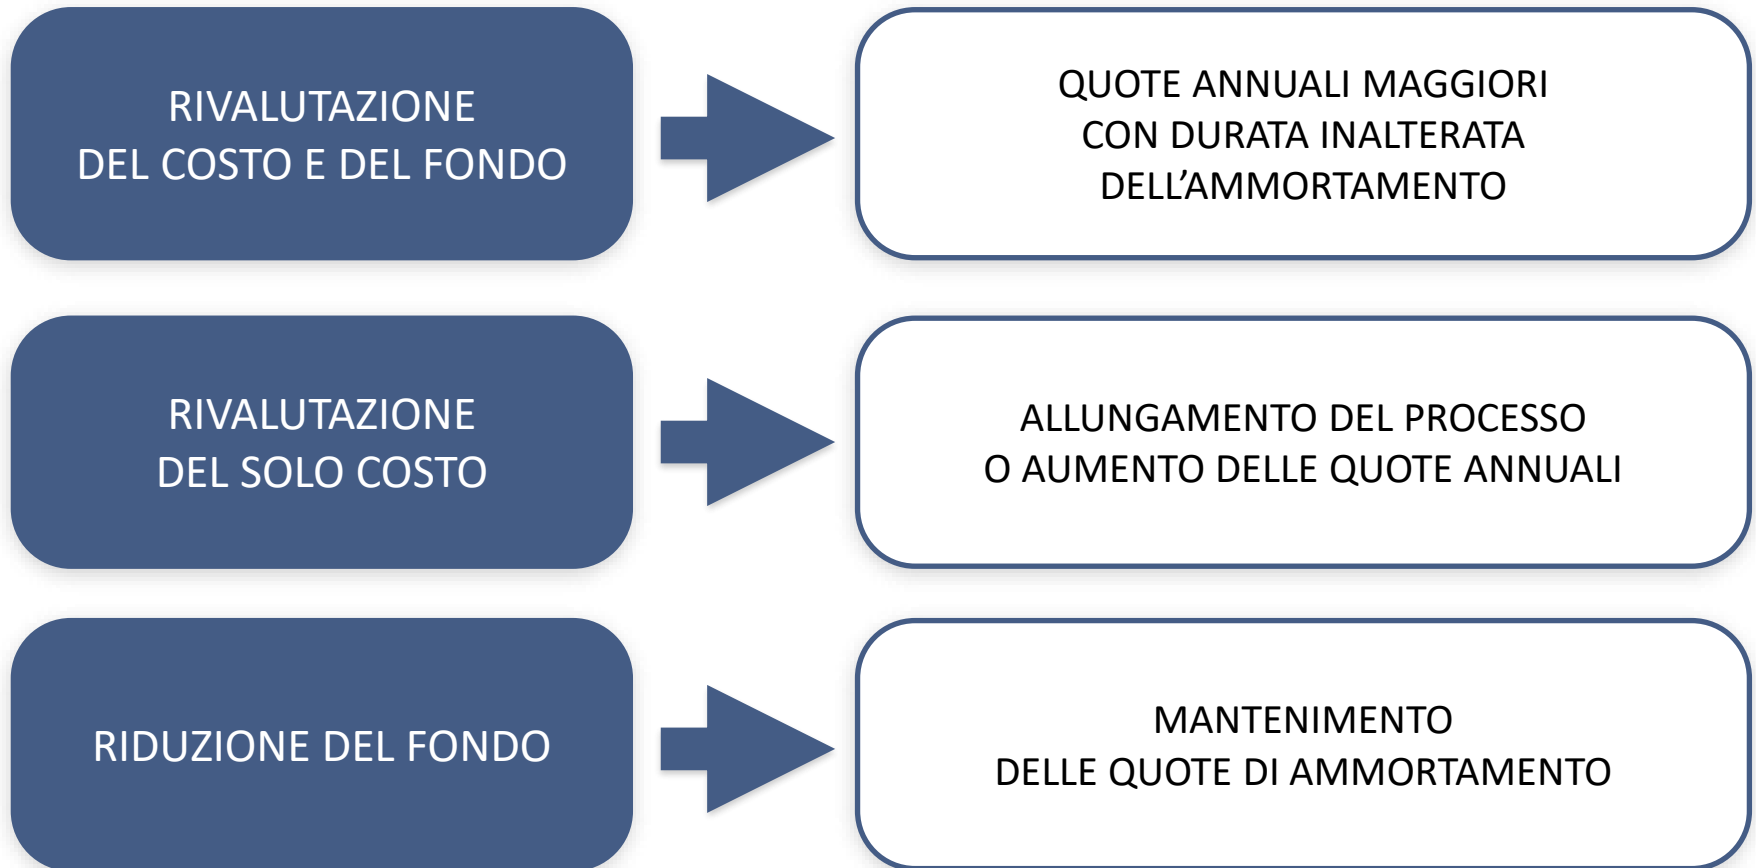 RIVALUTAZIONE
DEL COSTO E DEL FONDO
QUOTE ANNUALI MAGGIORI
CON DURATA INALTERATA
DELL’AMMORTAMENTO
RIVALUTAZIONE
DEL SOLO COSTO
ALLUNGAMENTO DEL PROCESSO
O AUMENTO DELLE QUOTE ANNUALI
RIDUZIONE DEL FONDO
MANTENIMENTO
DELLE QUOTE DI AMMORTAMENTO